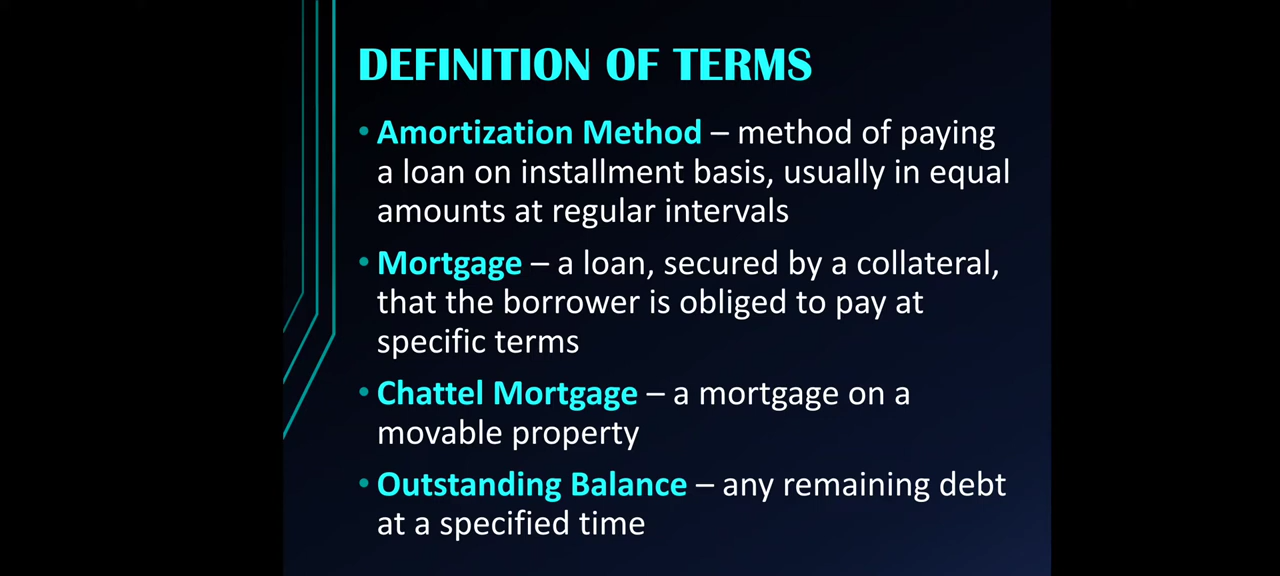 DEFINITION OF TERMS
• Amortization Method – method of paying
a loan on installment basis, usually in equal
amounts at regular intervals
• Mortgage – a loan, secured by a collateral,
that the borrower is obliged to pay at
specific terms
• Chattel Mortgage – a mortgage on a
movable property
• Outstanding Balance – any remaining debt
at a specified time